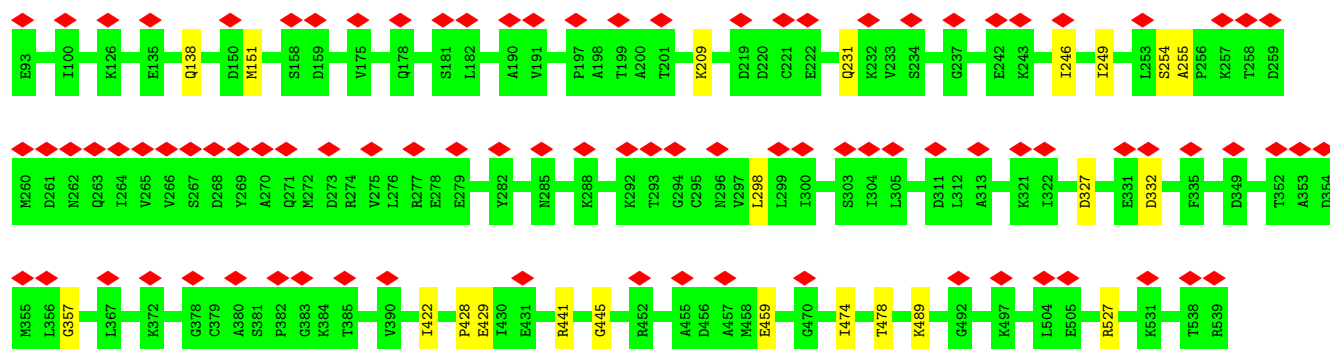 E93 I100 K126 E135 Q138 D150 M151 S158 D159 V175 Q178 S181 L182 A190 V191 P197 A198 T199 A200 T201 K209 D219 D220 C221 E222 Q231 K232 V233 S234 G237 E242 K243 I246 I249 L253 S254 A255 P256 K257 T258 D259
M260 D261 N262 Q263 I264 V265 V266 S267 D268 Y269 A270 Q271 M272 D273 R274 V275 L276 R277 E278 E279 Y282 N285 K288 K292 T293 G294 C295 N296 V297 L298 L299 I300 S303 I304 L305 D311 L312 A313 K321 I322 D327 E331 D332 F335 D349 T352 A353 D354
M355 L356 G357 L367 K372 G378 C379 A380 S381 P382 G383 K384 T385 V390 I422 P428 E429 I430 E431 R441 G445 R452 A455 D456 A457 M458 E459 G470 I474 T478 K489 G492 K497 L504 E505 R527 K531 T538 R539